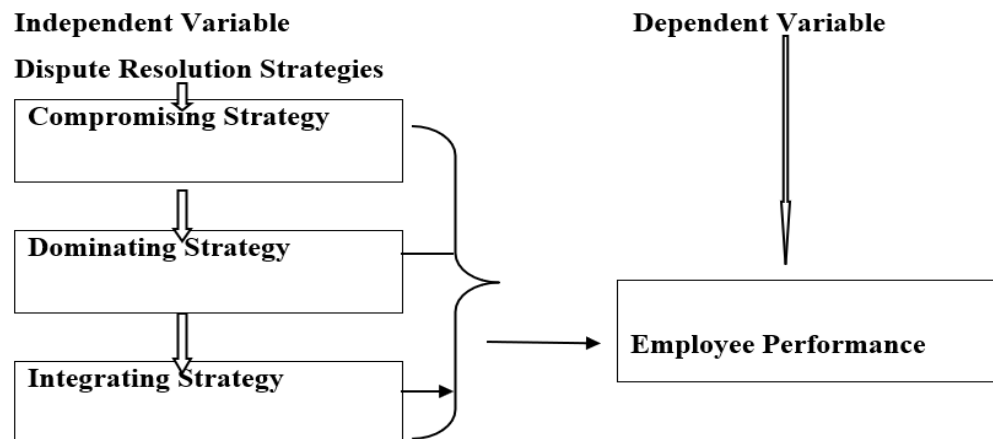 Independent Variable
Dependent Variable
Dispute Resolution Strategies
Compromising Strategy
Dominating Strategy
Employee Performance
Integrating Strategy